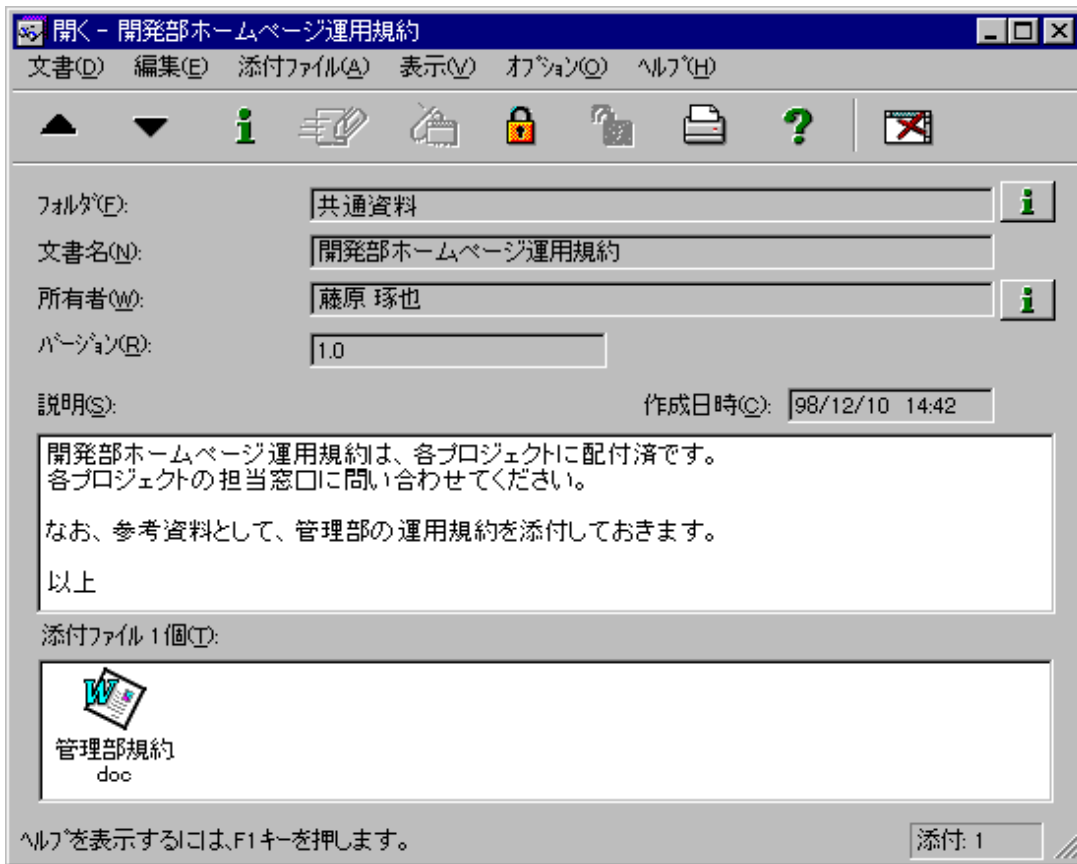 開く - 開発部ホームページ運用規約
文書(D) 編集(E) 添付ファイル(A) 表示(V) オプション(O) ヘルプ(H)
フォルダ(F): 共通資料
文書名(N): 開発部ホームページ運用規約
所有者(W): 藤原 琢也
バージョン(R): 1.0
説明(S): 作成日時(C): 98/12/10 14:42
開発部ホームページ運用規約は、各プロジェクトに配付済です。
各プロジェクトの担当窓口に問い合わせてください。
なお、参考資料として、管理部の運用規約を添付しておきます。
以上
添付ファイル 1個(T):
管理部規約
doc
ヘルプを表示するには、F1キーを押します。 添付: 1